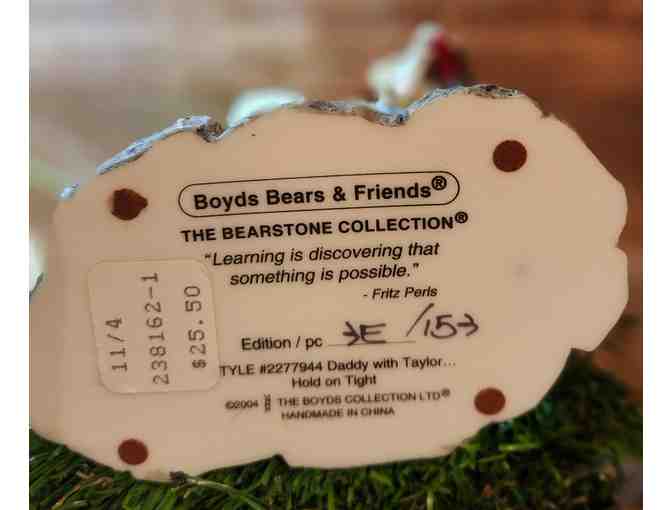 Boyds Bears & Friends®
THE BEARSTONE COLLECTION®
"Learning is discovering that
something is possible."
- Fritz Perls
Edition / pc 3E /153
TYLE #2277944 Daddy with Taylor...
Hold on Tight
©2004 THE BOYDS COLLECTION LTD®
HANDMADE IN CHINA
11/4
238162-1
$25.50